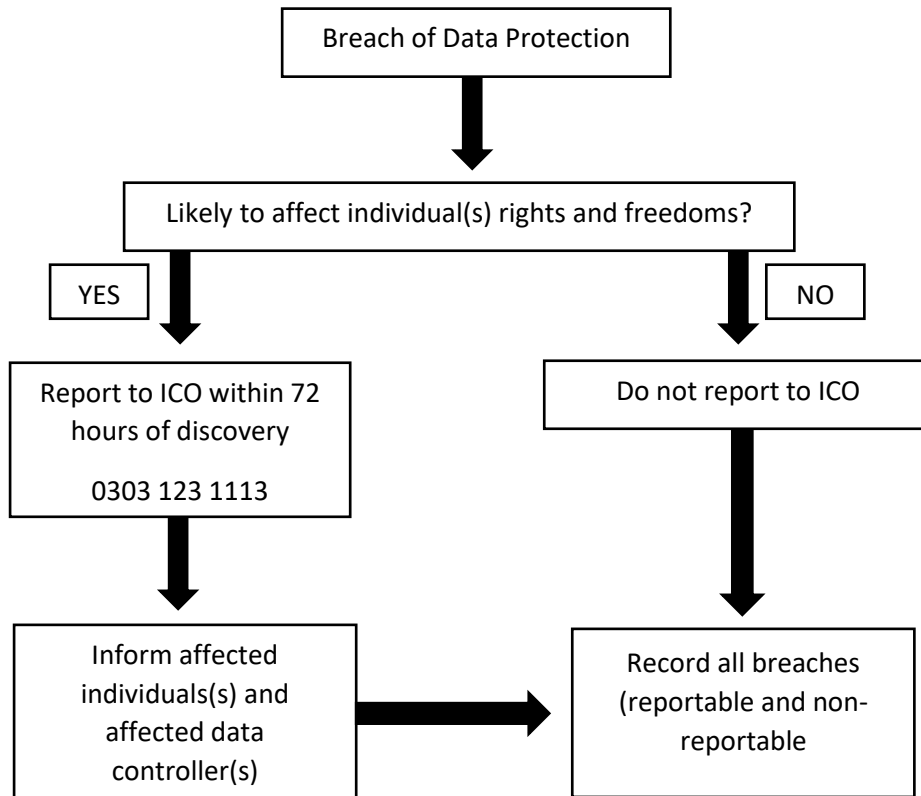 Breach of Data Protection
Likely to affect individual(s) rights and freedoms?
YES
NO
Report to ICO within 72
hours of discovery
0303 123 1113
Do not report to ICO
Inform affected
individuals(s) and
affected data
controller(s)
Record all breaches
(reportable and non-
reportable